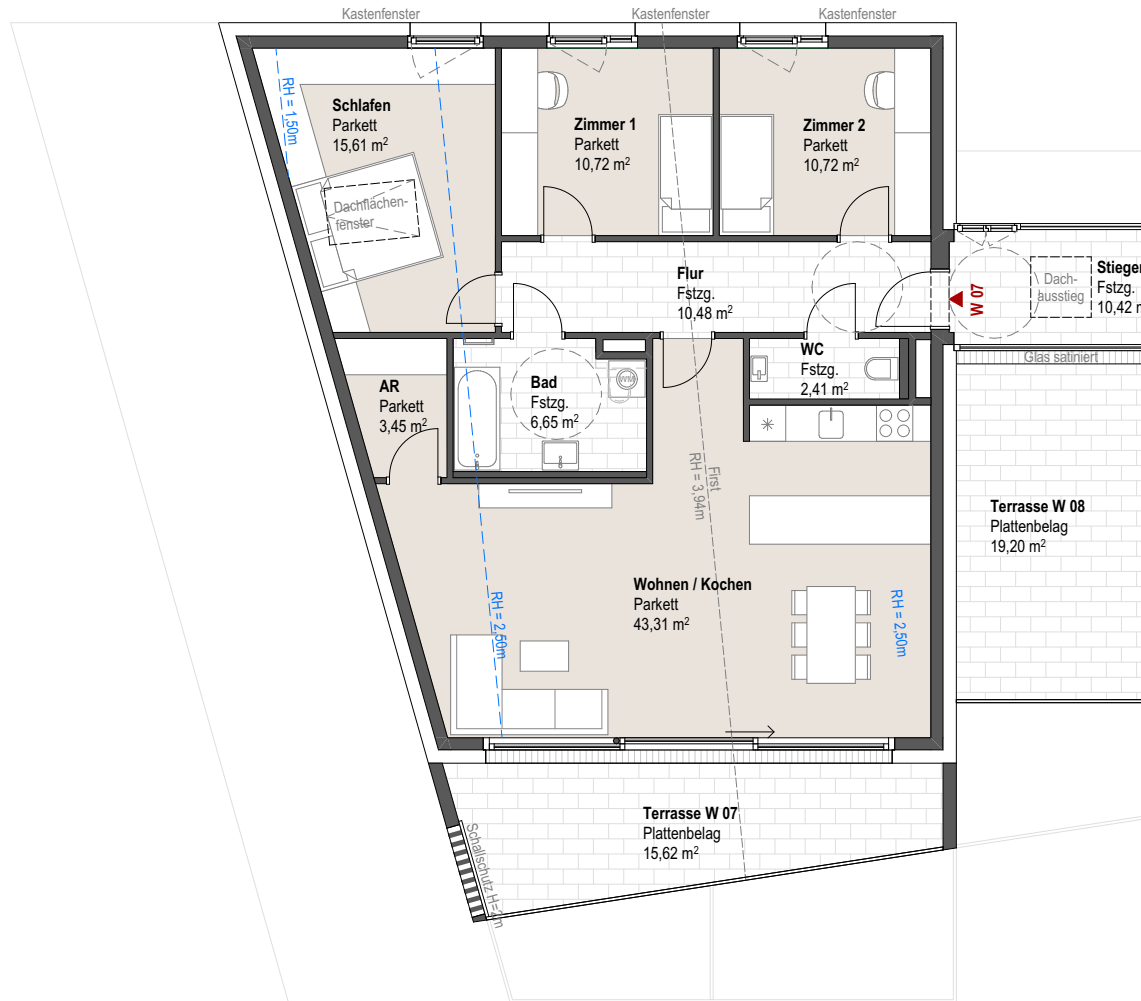 Kastenfenster
Kastenfenster
Kastenfenster
RH = 1,50m
Schlafen
Parkett
15,61 m²
Zimmer 1
Parkett
10,72 m²
Zimmer 2
Parkett
10,72 m²
Dachflächen-
fenster
Flur
Fstzg.
10,48 m²
W 07
Dach-
ausstieg
Stiegen
Fstzg.
10,42 m
Glas satiniert
WC
Fstzg.
2,41 m²
AR
Parkett
3,45 m²
Bad
Fstzg.
6,65 m²
WM
First
RH = 3,94m
Terrasse W 08
Plattenbelag
19,20 m²
Wohnen / Kochen
Parkett
43,31 m²
RH = 2,50m
RH = 2,50m
Terrasse W 07
Plattenbelag
15,62 m²
Schallschutz H=2m